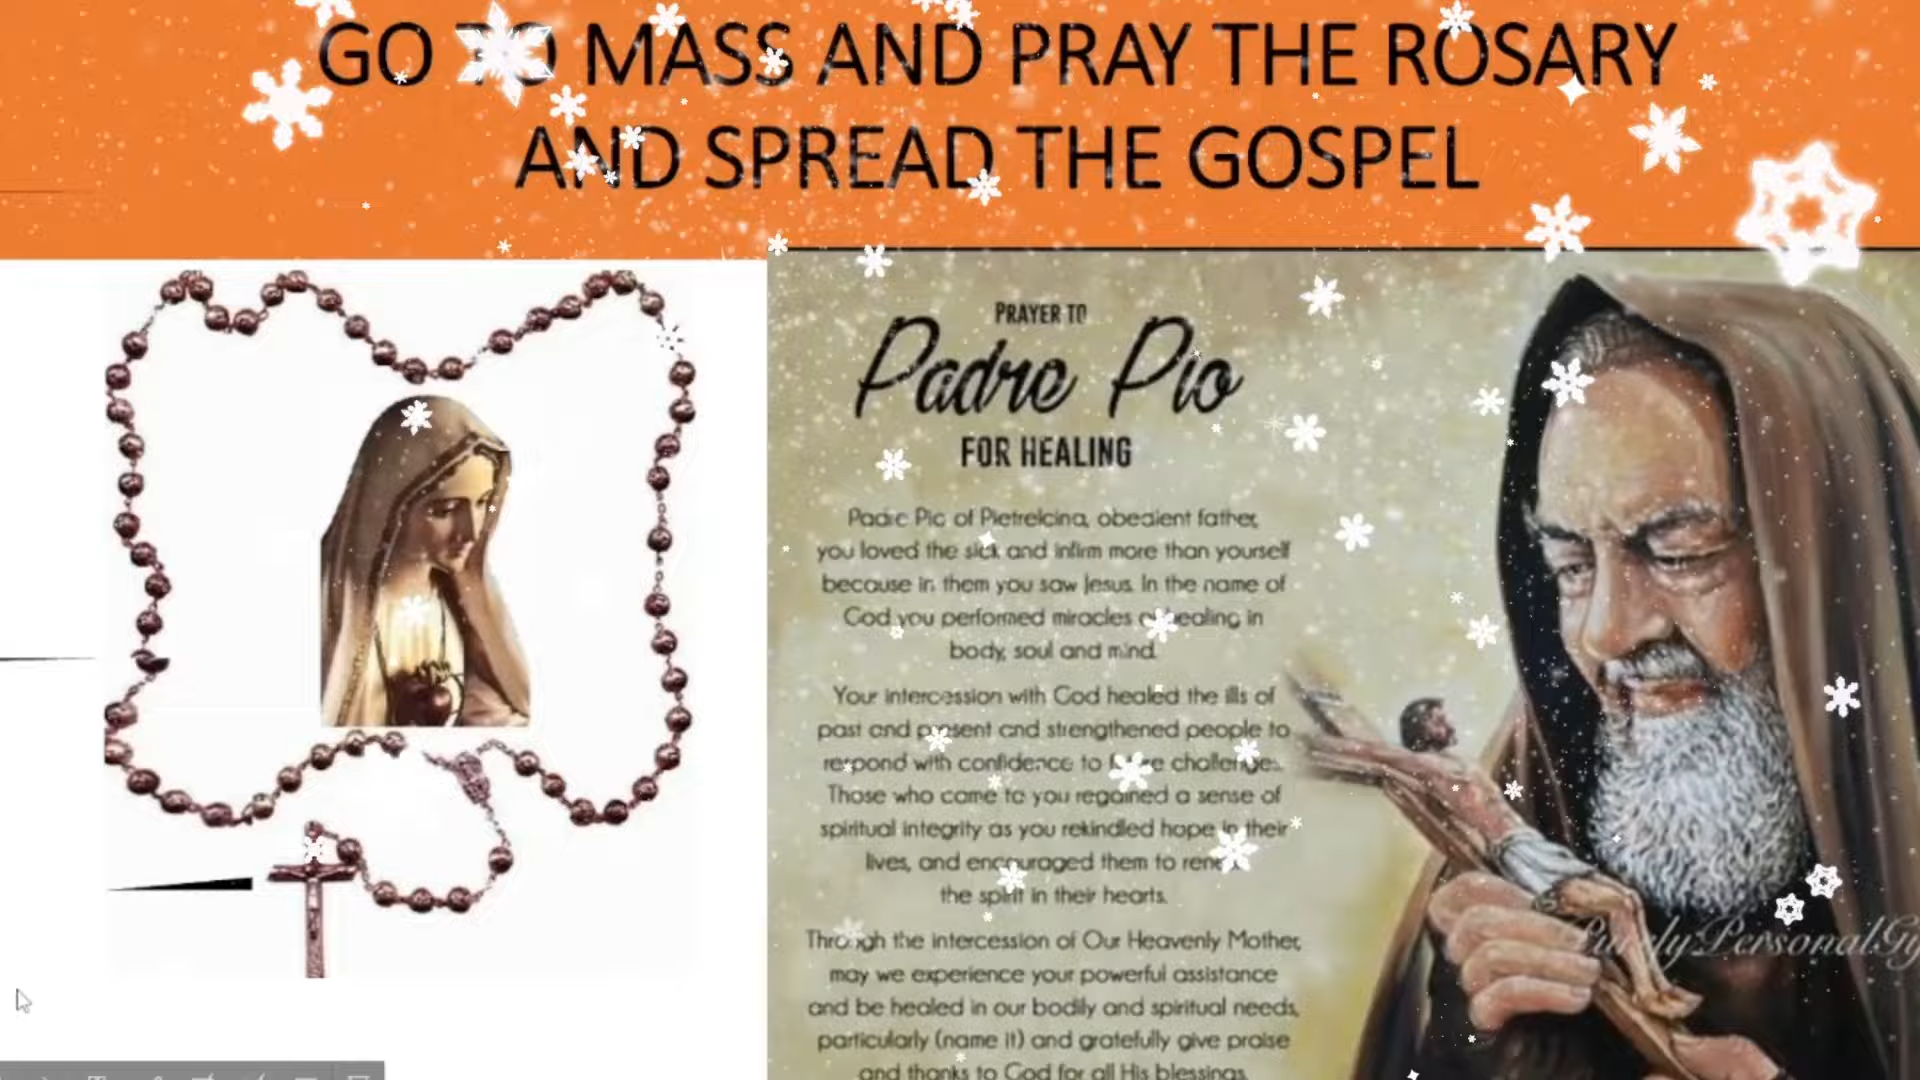 GO TO MASS AND PRAY THE ROSARY
AND SPREAD THE GOSPEL
PRAYER TO
Padre Pio
FOR HEALING
Padre Pio of Pietrelcina, obedient father,
you loved the sick and infirm more than yourself
because in them you saw Jesus. In the name of
God you performed miracles of healing in
body, soul and mind.
Your intercession with God healed the ills of
past and present and strengthened people to
respond with confidence to future challenges.
Those who came to you regained a sense of
spiritual integrity as you rekindled hope in their
lives, and encouraged them to renew
the spirit in their hearts.
Through the intercession of Our Heavenly Mother,
may we experience your powerful assistance
and be healed in our bodily and spiritual needs,
particularly (name it) and gratefully give praise
and thanks to God for all His blessings.